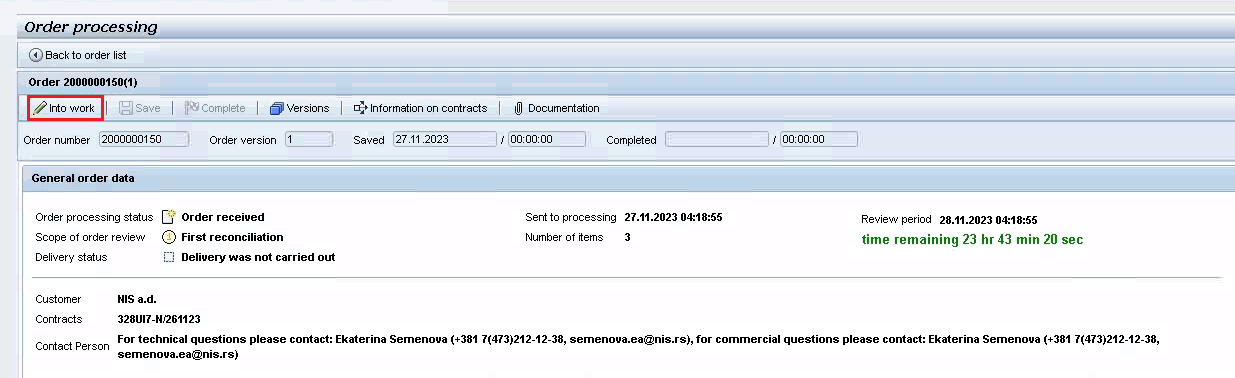 Order processing
Back to order list
Order 2000000150(1)
Into work Save Complete Versions Information on contracts Documentation
Order number 2000000150 Order version 1 Saved 27.11.2023 / 00:00:00 Completed / 00:00:00
General order data
Order processing status Order received Sent to processing 27.11.2023 04:18:55 Review period 28.11.2023 04:18:55
Scope of order review 1 First reconciliation Number of items 3 time remaining 23 hr 43 min 20 sec
Delivery status Delivery was not carried out
Customer NIS a.d.
Contracts 328UI7-N/261123
Contact Person For technical questions please contact: Ekaterina Semenova (+381 7(473)212-12-38, semenova.ea@nis.rs), for commercial questions please contact: Ekaterina Semenova (+381 7(473)212-12-38,
semenova.ea@nis.rs)